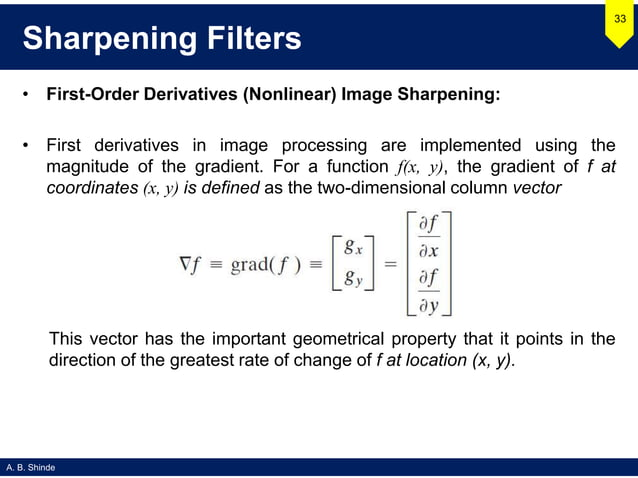 33
Sharpening Filters
• First-Order Derivatives (Nonlinear) Image Sharpening:
• First derivatives in image processing are implemented using the
magnitude of the gradient. For a function f(x, y), the gradient of f at
coordinates (x, y) is defined as the two-dimensional column vector
∇f ≡ grad(f) ≡ [g_x g_y] = [∂f/∂x ∂f/∂y]
This vector has the important geometrical property that it points in the
direction of the greatest rate of change of f at location (x, y).
A. B. Shinde